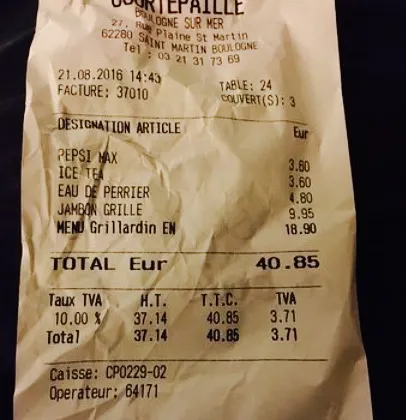 COURTEPAILLE
BOULOGNE SUR MER
27, Rue Plaine St Martin
62280 SAINT MARTIN BOULOGNE
Tel : 03 21 31 73 69
21.08.2016 14:43 TABLE: 24
FACTURE: 37010 COUVERT(S): 3
DESIGNATION ARTICLE Eur
PEPSI MAX 3.60
ICE TEA 3.60
EAU DE PERRIER 4.80
JAMBON GRILLE 9.95
MENU Grillardin EN 18.90
TOTAL Eur 40.85
Taux TVA H.T. T.T.C. TVA
10.00 % 37.14 40.85 3.71
Total 37.14 40.85 3.71
Caisse: CP0229-02
Operateur: 64171